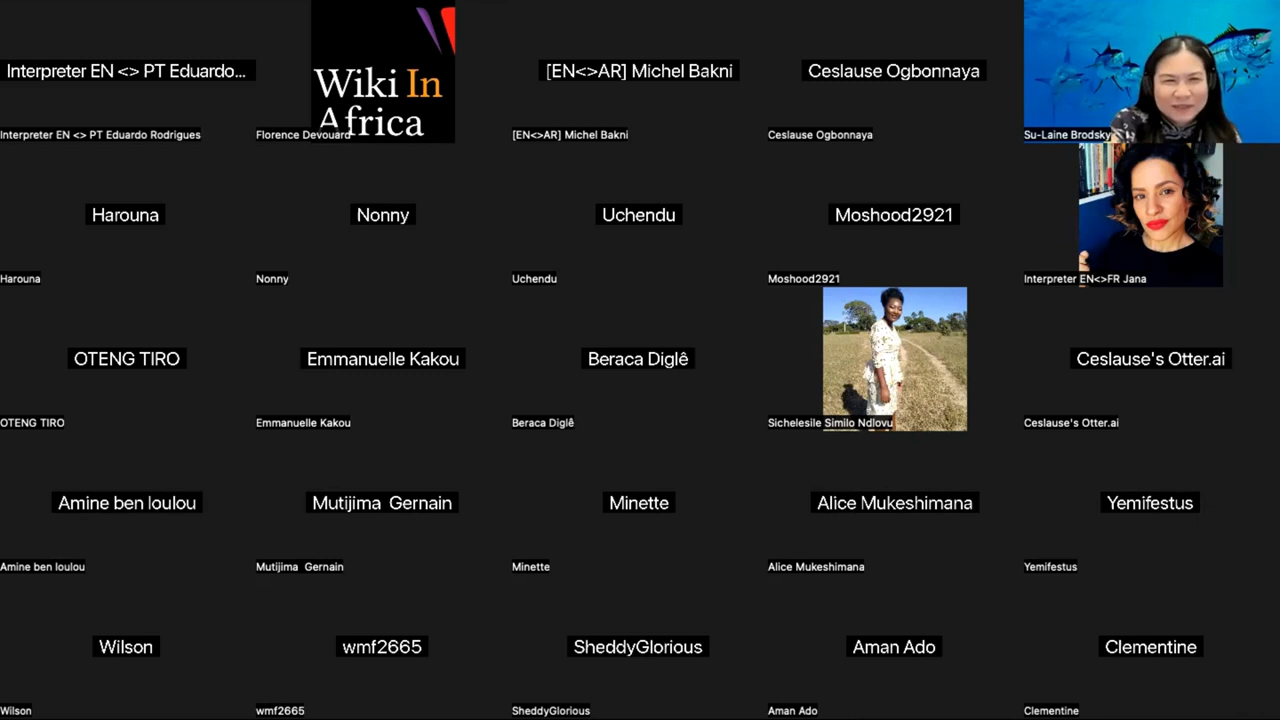 Interpreter EN <> PT Eduardo...
Wiki In
Africa
[EN<>AR] Michel Bakni
Ceslause Ogbonnaya
Interpreter EN <> PT Eduardo Rodrigues
Florence Devouard
[EN<>AR] Michel Bakni
Ceslause Ogbonnaya
Su-Laine Brodsky
Harouna
Nonny
Uchendu
Moshood2921
Harouna
Nonny
Uchendu
Moshood2921
Interpreter EN<>FR Jana
OTENG TIRO
Emmanuelle Kakou
Beraca Diglê
Ceslause's Otter.ai
OTENG TIRO
Emmanuelle Kakou
Beraca Diglê
Sichelesile Similo Ndlovu
Ceslause's Otter.ai
Amine ben loulou
Mutijima  Gernain
Minette
Alice Mukeshimana
Yemifestus
Amine ben loulou
Mutijima  Gernain
Minette
Alice Mukeshimana
Yemifestus
Wilson
wmf2665
SheddyGlorious
Aman Ado
Clementine
Wilson
wmf2665
SheddyGlorious
Aman Ado
Clementine